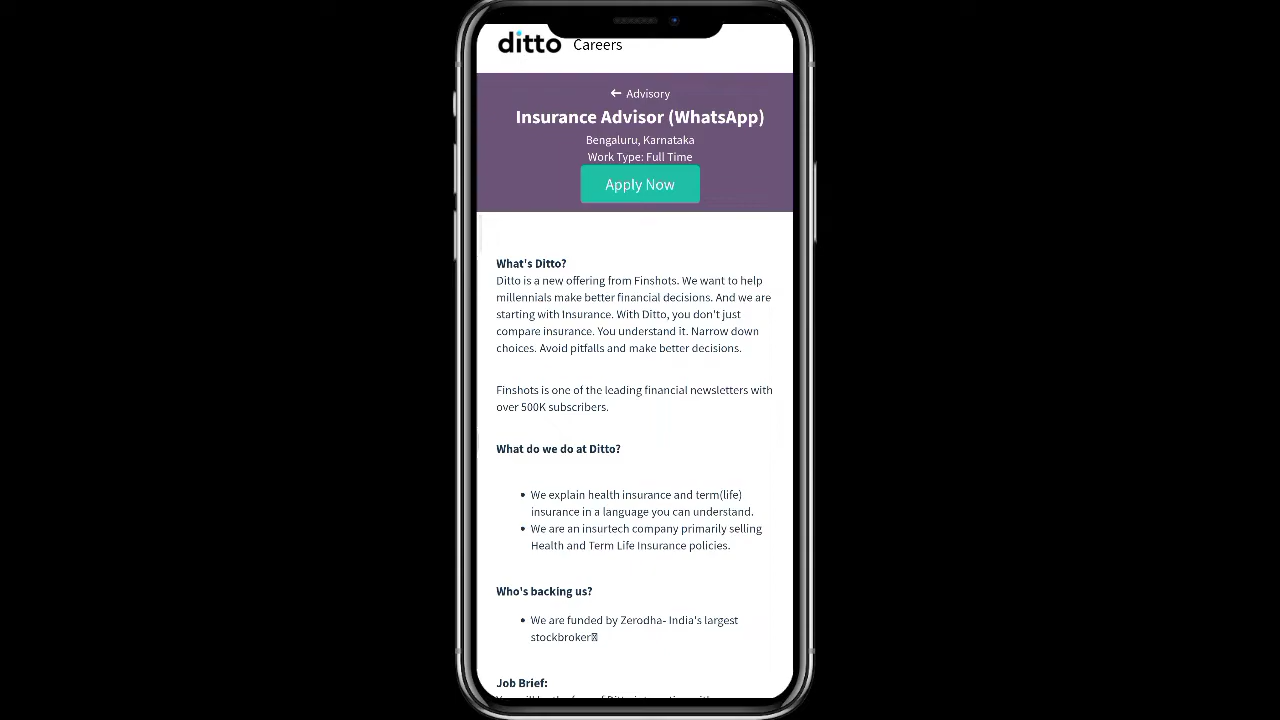 ditto Careers
← Advisory
Insurance Advisor (WhatsApp)
Bengaluru, Karnataka
Work Type: Full Time
Apply Now
What's Ditto?
Ditto is a new offering from Finshots. We want to help
millennials make better financial decisions. And we are
starting with Insurance. With Ditto, you don't just
compare insurance. You understand it. Narrow down
choices. Avoid pitfalls and make better decisions.
Finshots is one of the leading financial newsletters with
over 500K subscribers.
What do we do at Ditto?
• We explain health insurance and term(life)
insurance in a language you can understand.
• We are an insurtech company primarily selling
Health and Term Life Insurance policies.
Who's backing us?
• We are funded by Zerodha- India's largest
stockbroker
Job Brief: